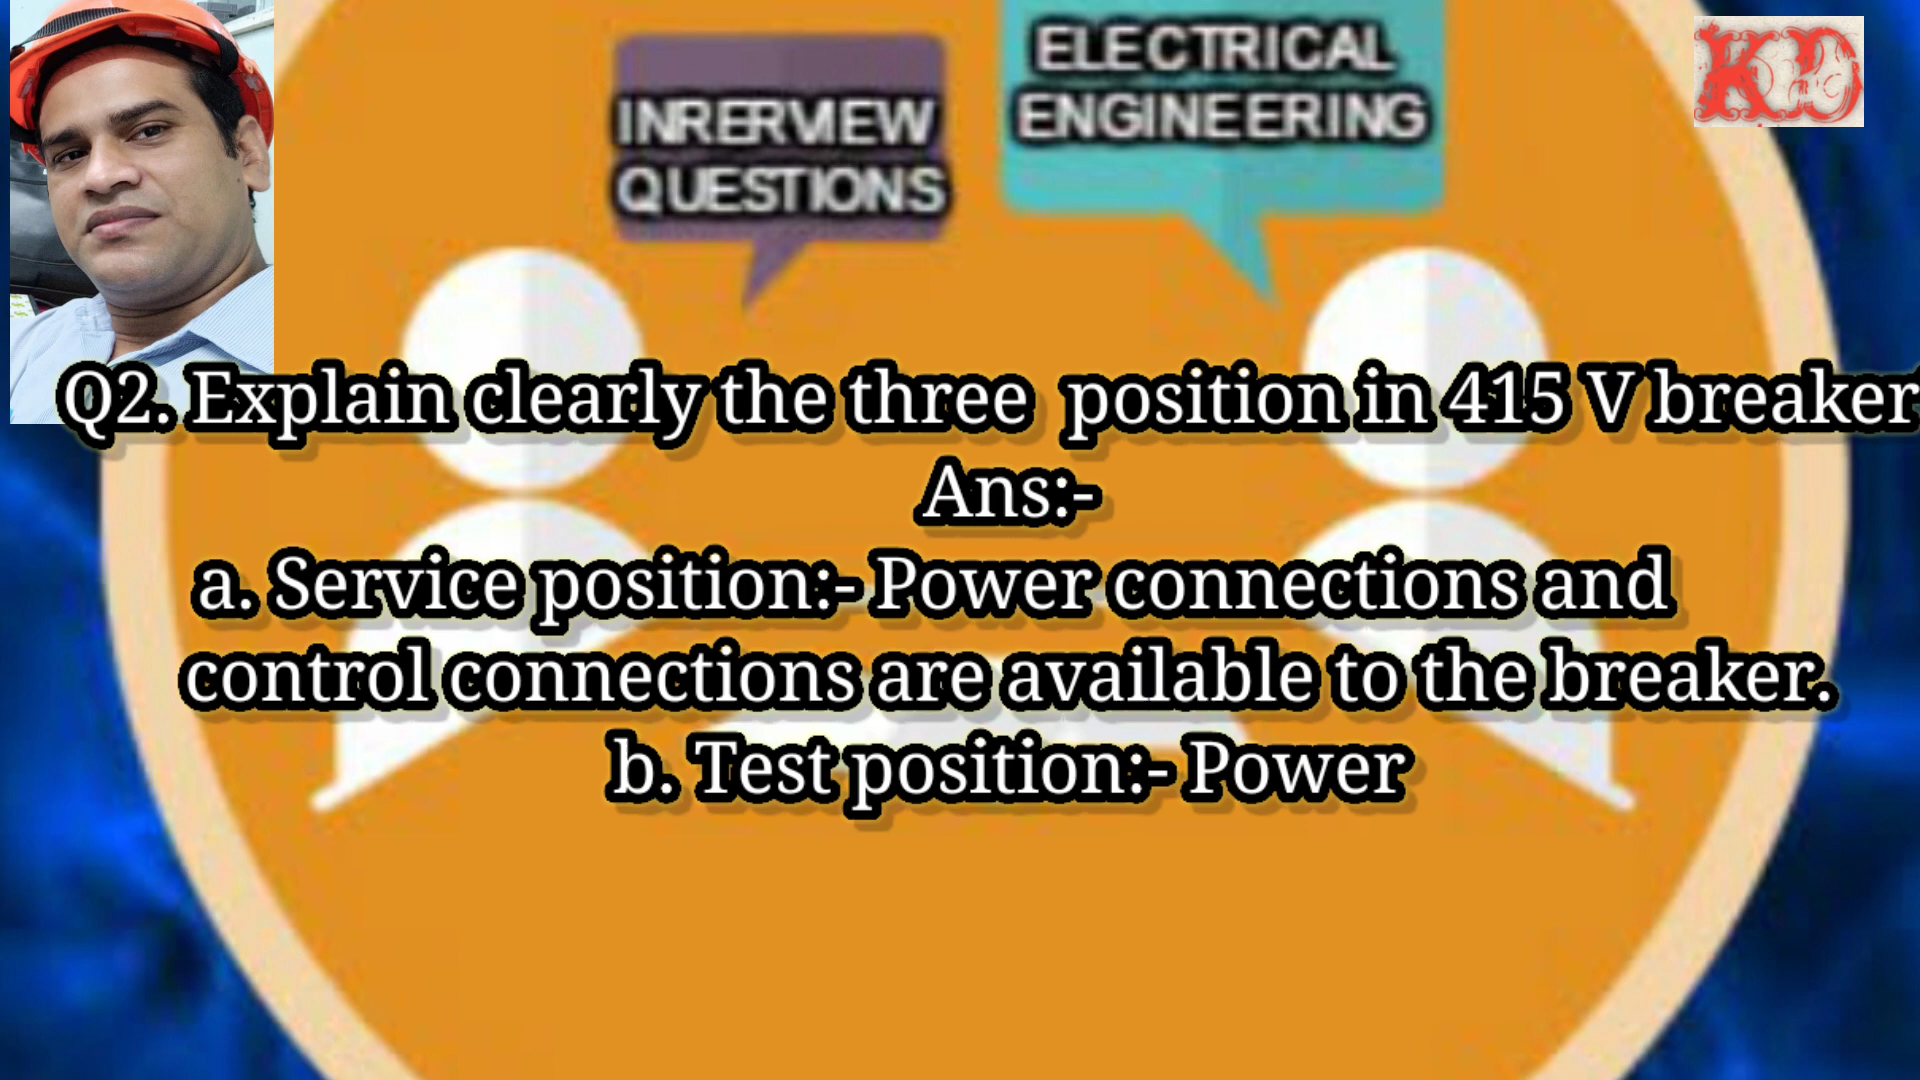 INRERVIEW
QUESTIONS
ELECTRICAL
ENGINEERING
KD
Q2. Explain clearly the three position in 415 V breaker
Ans:-
a. Service position:- Power connections and
control connections are available to the breaker.
b. Test position:- Power